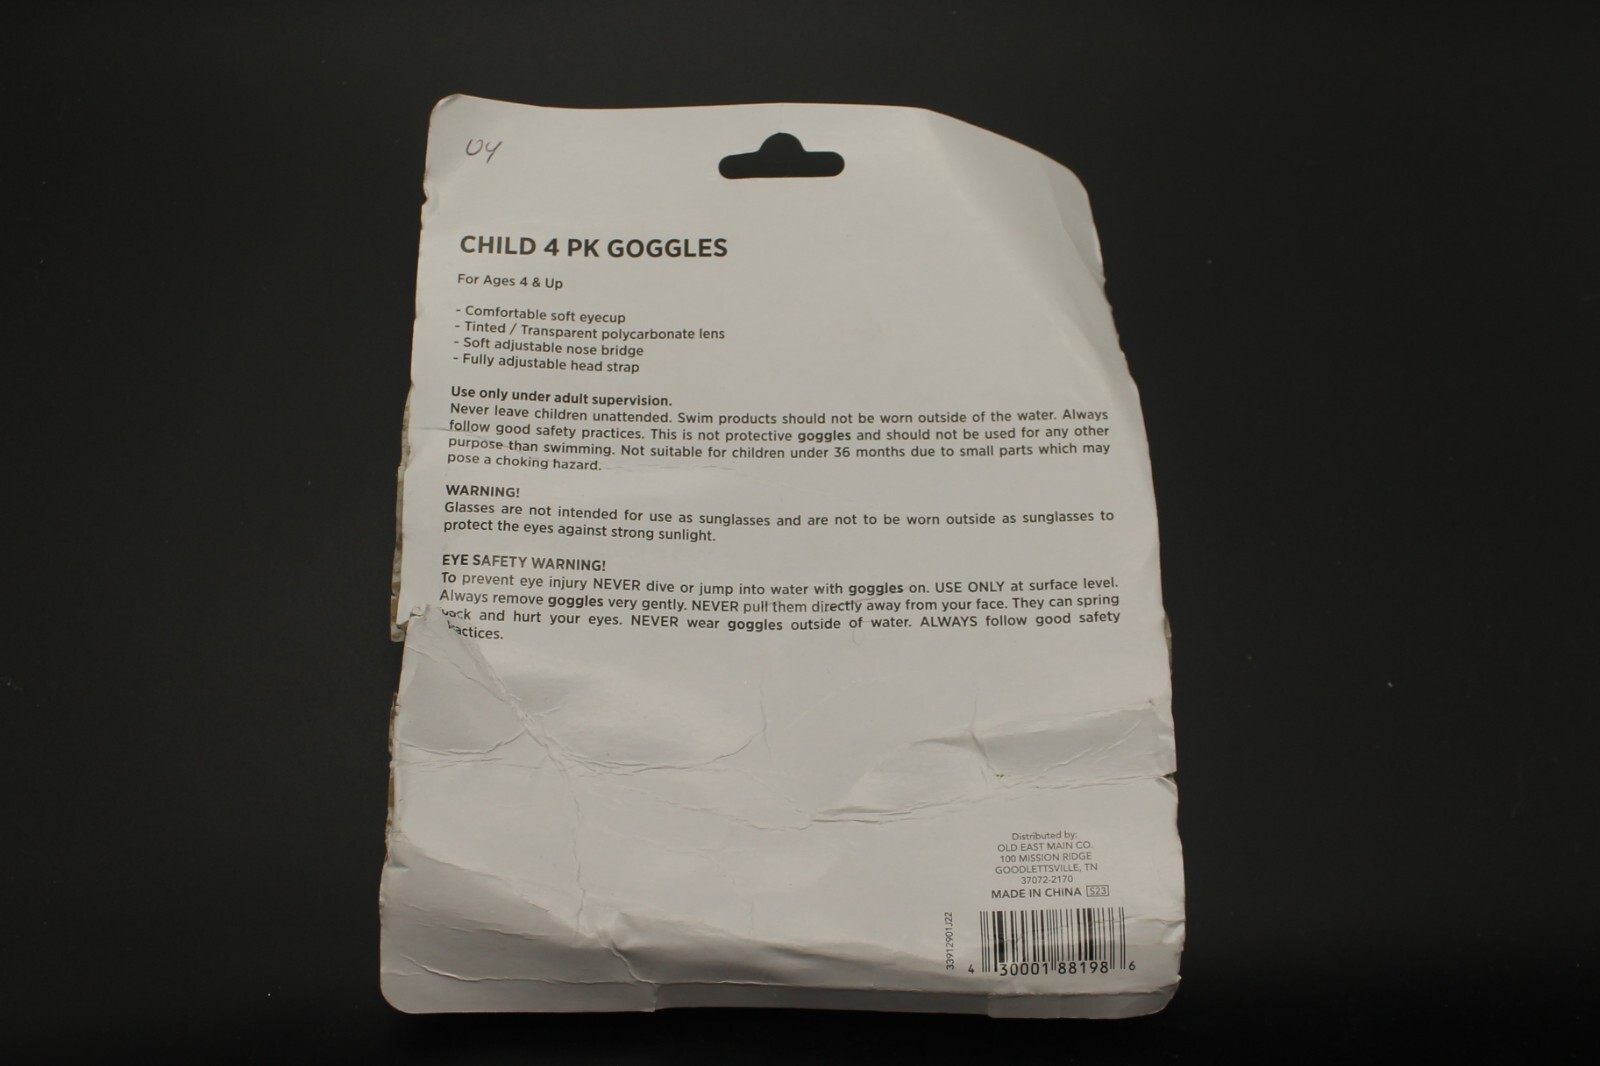 U4
CHILD 4 PK GOGGLES
For Ages 4 & Up
- Comfortable soft eyecup
- Tinted / Transparent polycarbonate lens
- Soft adjustable nose bridge
- Fully adjustable head strap
Use only under adult supervision.
Never leave children unattended. Swim products should not be worn outside of the water. Always
follow good safety practices. This is not protective goggles and should not be used for any other
purpose than swimming. Not suitable for children under 36 months due to small parts which may
pose a choking hazard.
WARNING!
Glasses are not intended for use as sunglasses and are not to be worn outside as sunglasses to
protect the eyes against strong sunlight.
EYE SAFETY WARNING!
To prevent eye injury NEVER dive or jump into water with goggles on. USE ONLY at surface level.
Always remove goggles very gently. NEVER pull them directly away from your face. They can spring
back and hurt your eyes. NEVER wear goggles outside of water. ALWAYS follow good safety
practices.
Distributed by:
OLD EAST MAIN CO.
100 MISSION RIDGE
GOODLETTSVILLE, TN
37072-2170
MADE IN CHINA S23
33912901J22
4 30001 88198 6